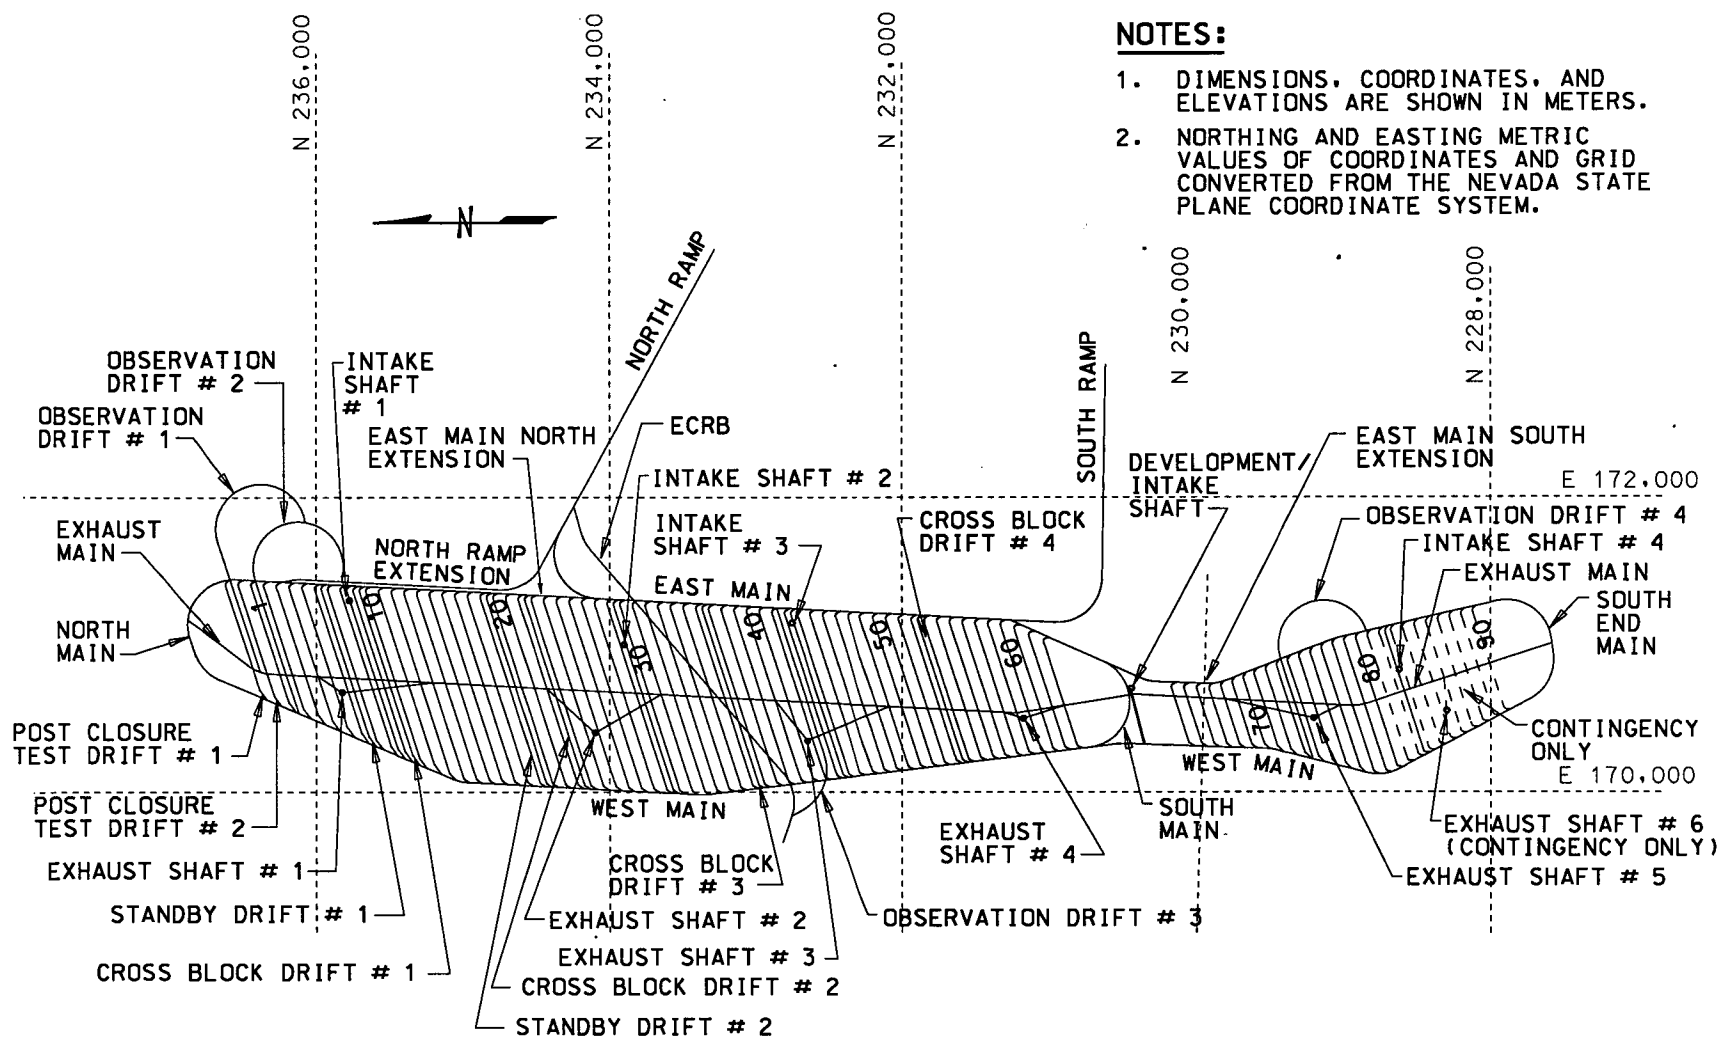 NOTES:
1. DIMENSIONS, COORDINATES, AND
ELEVATIONS ARE SHOWN IN METERS.
2. NORTHING AND EASTING METRIC
VALUES OF COORDINATES AND GRID
CONVERTED FROM THE NEVADA STATE
PLANE COORDINATE SYSTEM.
N 236,000
N 234,000
N 232,000
N 230,000
N 228,000
N
NORTH RAMP
SOUTH RAMP
OBSERVATION
DRIFT # 2
OBSERVATION
DRIFT # 1
INTAKE
SHAFT
# 1
EAST MAIN NORTH
EXTENSION
ECRB
INTAKE SHAFT # 2
INTAKE
SHAFT # 3
CROSS BLOCK
DRIFT # 4
DEVELOPMENT/
INTAKE
SHAFT
EAST MAIN SOUTH
EXTENSION
E 172,000
OBSERVATION DRIFT # 4
INTAKE SHAFT # 4
EXHAUST MAIN
SOUTH
END
MAIN
EXHAUST
MAIN
NORTH RAMP
EXTENSION
EAST MAIN
NORTH
MAIN
1
10
20
30
40
50
60
70
80
90
POST CLOSURE
TEST DRIFT # 1
POST CLOSURE
TEST DRIFT # 2
WEST MAIN
WEST MAIN
CONTINGENCY
ONLY
E 170,000
SOUTH
MAIN
EXHAUST SHAFT # 6
(CONTINGENCY ONLY)
EXHAUST SHAFT # 5
EXHAUST
SHAFT # 4
EXHAUST SHAFT # 1
CROSS BLOCK
DRIFT # 3
STANDBY DRIFT # 1
EXHAUST SHAFT # 2
OBSERVATION DRIFT # 3
EXHAUST SHAFT # 3
CROSS BLOCK DRIFT # 1
CROSS BLOCK DRIFT # 2
STANDBY DRIFT # 2